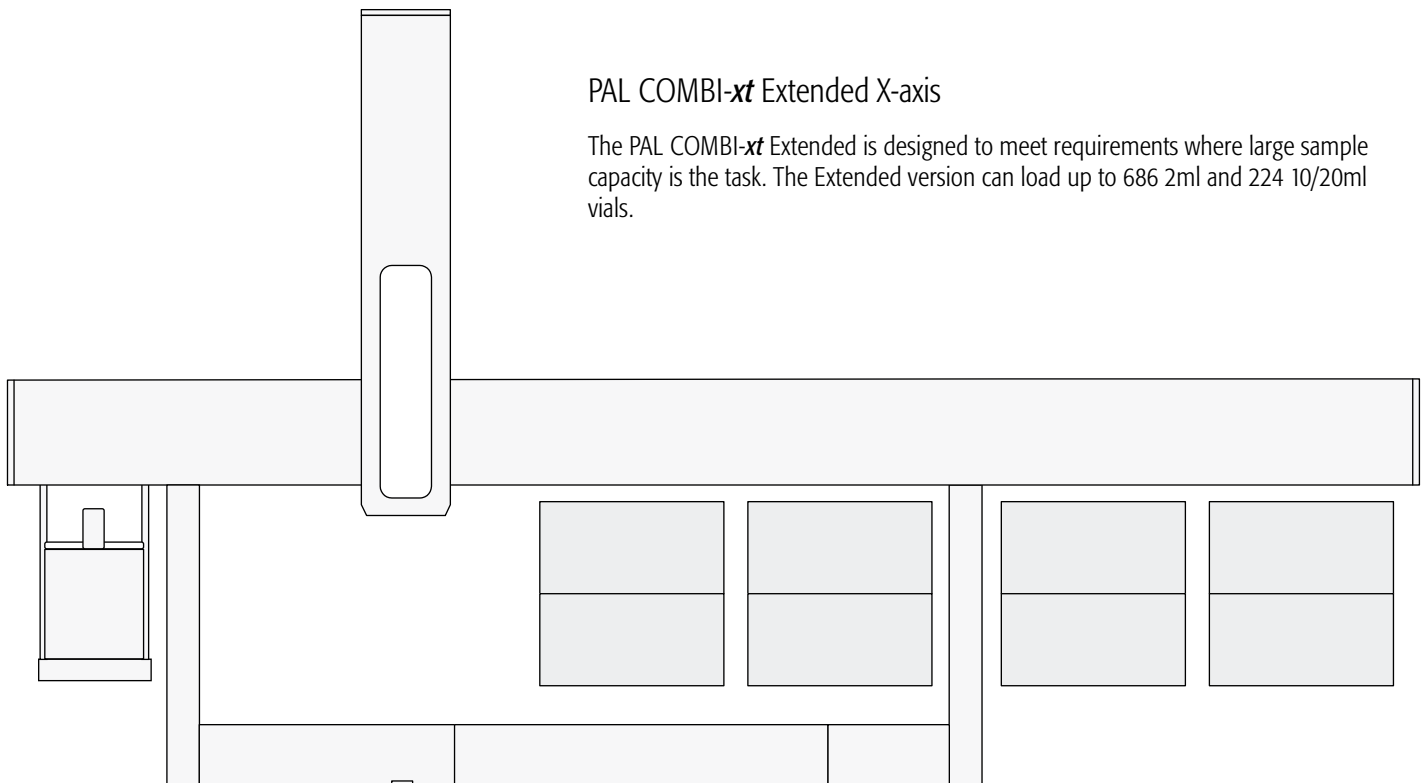 PAL COMBI-xt Extended X-axis
The PAL COMBI-xt Extended is designed to meet requirements where large sample
capacity is the task. The Extended version can load up to 686 2ml and 224 10/20ml
vials.